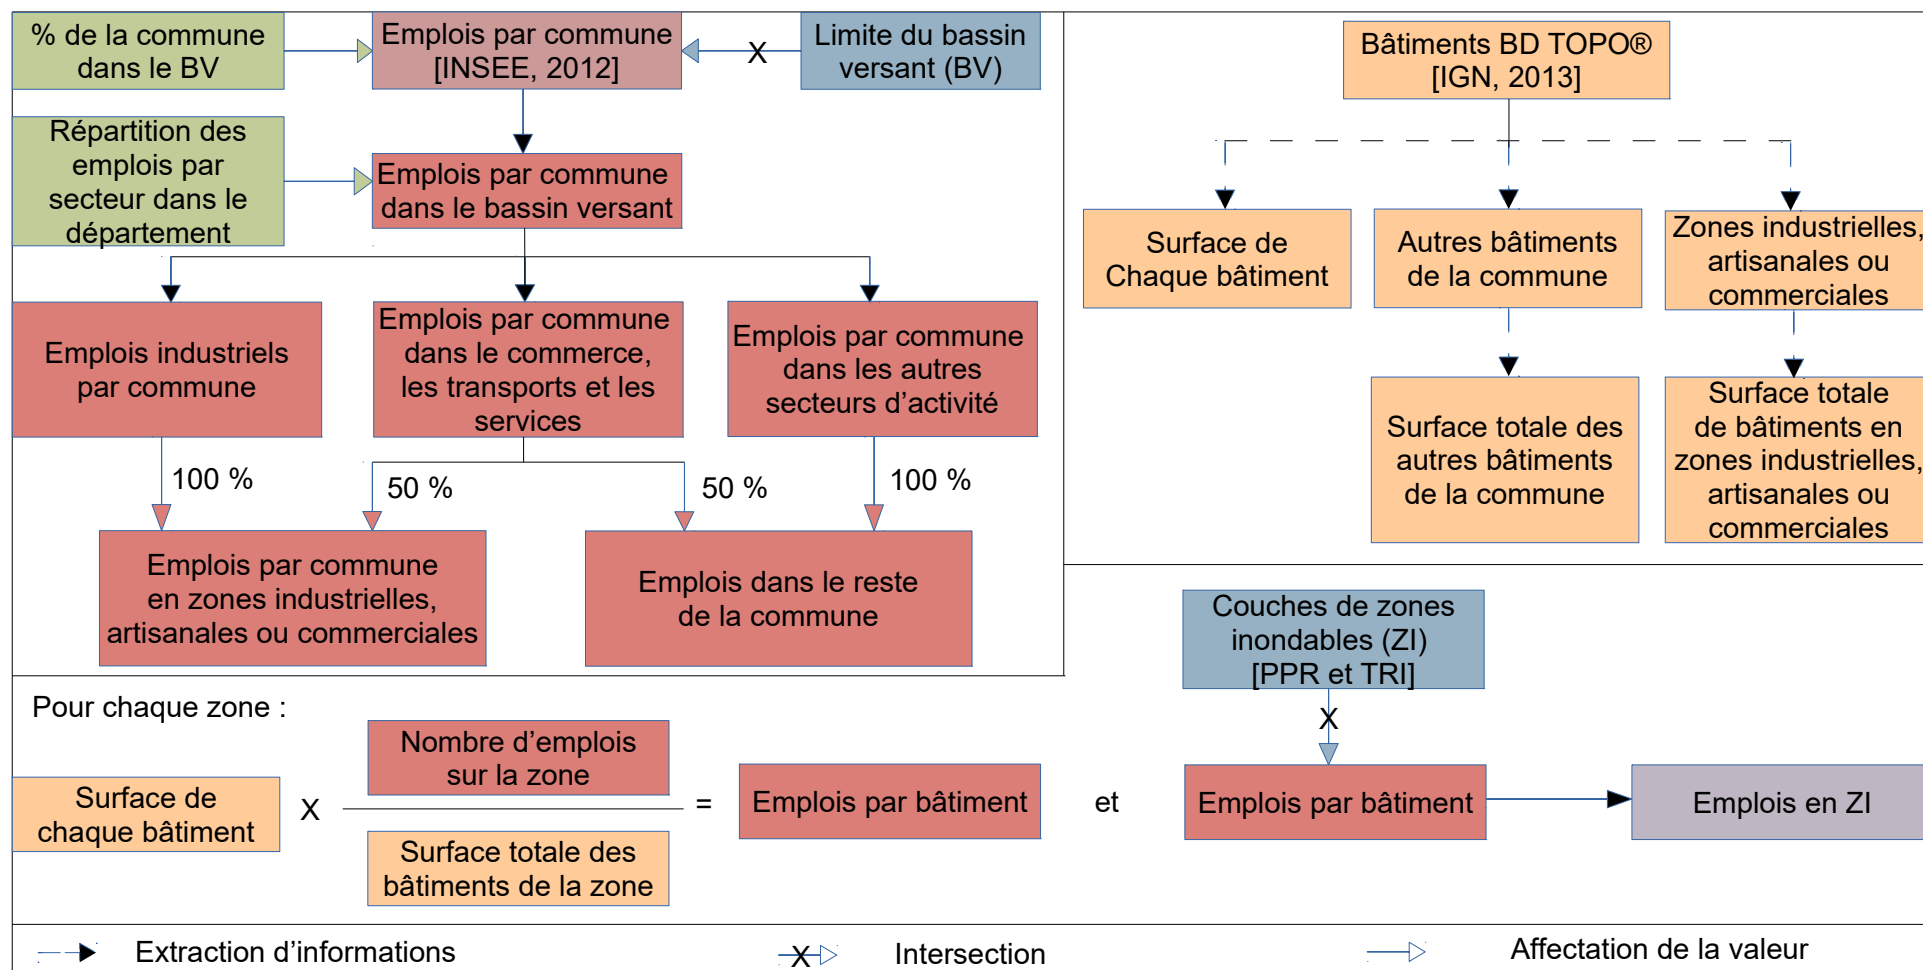 % de la commune
dans le BV
Emplois par commune
[INSEE, 2012]
X
Limite du bassin
versant (BV)
Répartition des
emplois par
secteur dans le
département
Emplois par commune
dans le bassin versant
Emplois industriels
par commune
Emplois par commune
dans le commerce,
les transports et les
services
Emplois par commune
dans les autres
secteurs d'activité
100 %
50 %
50 %
100 %
Emplois par commune
en zones industrielles,
artisanales ou commerciales
Emplois dans le reste
de la commune
Bâtiments BD TOPO®
[IGN, 2013]
Surface de
Chaque bâtiment
Autres bâtiments
de la commune
Zones industrielles,
artisanales ou
commerciales
Surface totale des
autres bâtiments
de la commune
Surface totale
de bâtiments en
zones industrielles,
artisanales ou
commerciales
Pour chaque zone :
Surface de
chaque bâtiment
X
Nombre d'emplois
sur la zone
Surface totale des
bâtiments de la zone
=
Emplois par bâtiment
et
Couches de zones
inondables (ZI)
[PPR et TRI]
X
Emplois par bâtiment
Emplois en ZI
Extraction d'informations
X
Intersection
Affectation de la valeur